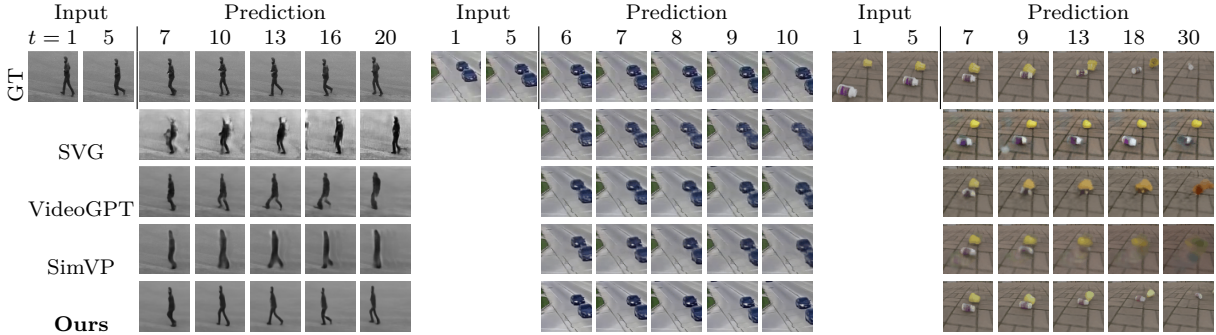 Input Prediction Input Prediction Input Prediction
t = 1 5 7 10 13 16 20 1 5 6 7 8 9 10 1 5 7 9 13 18 30
GT
SVG
VideoGPT
SimVP
Ours